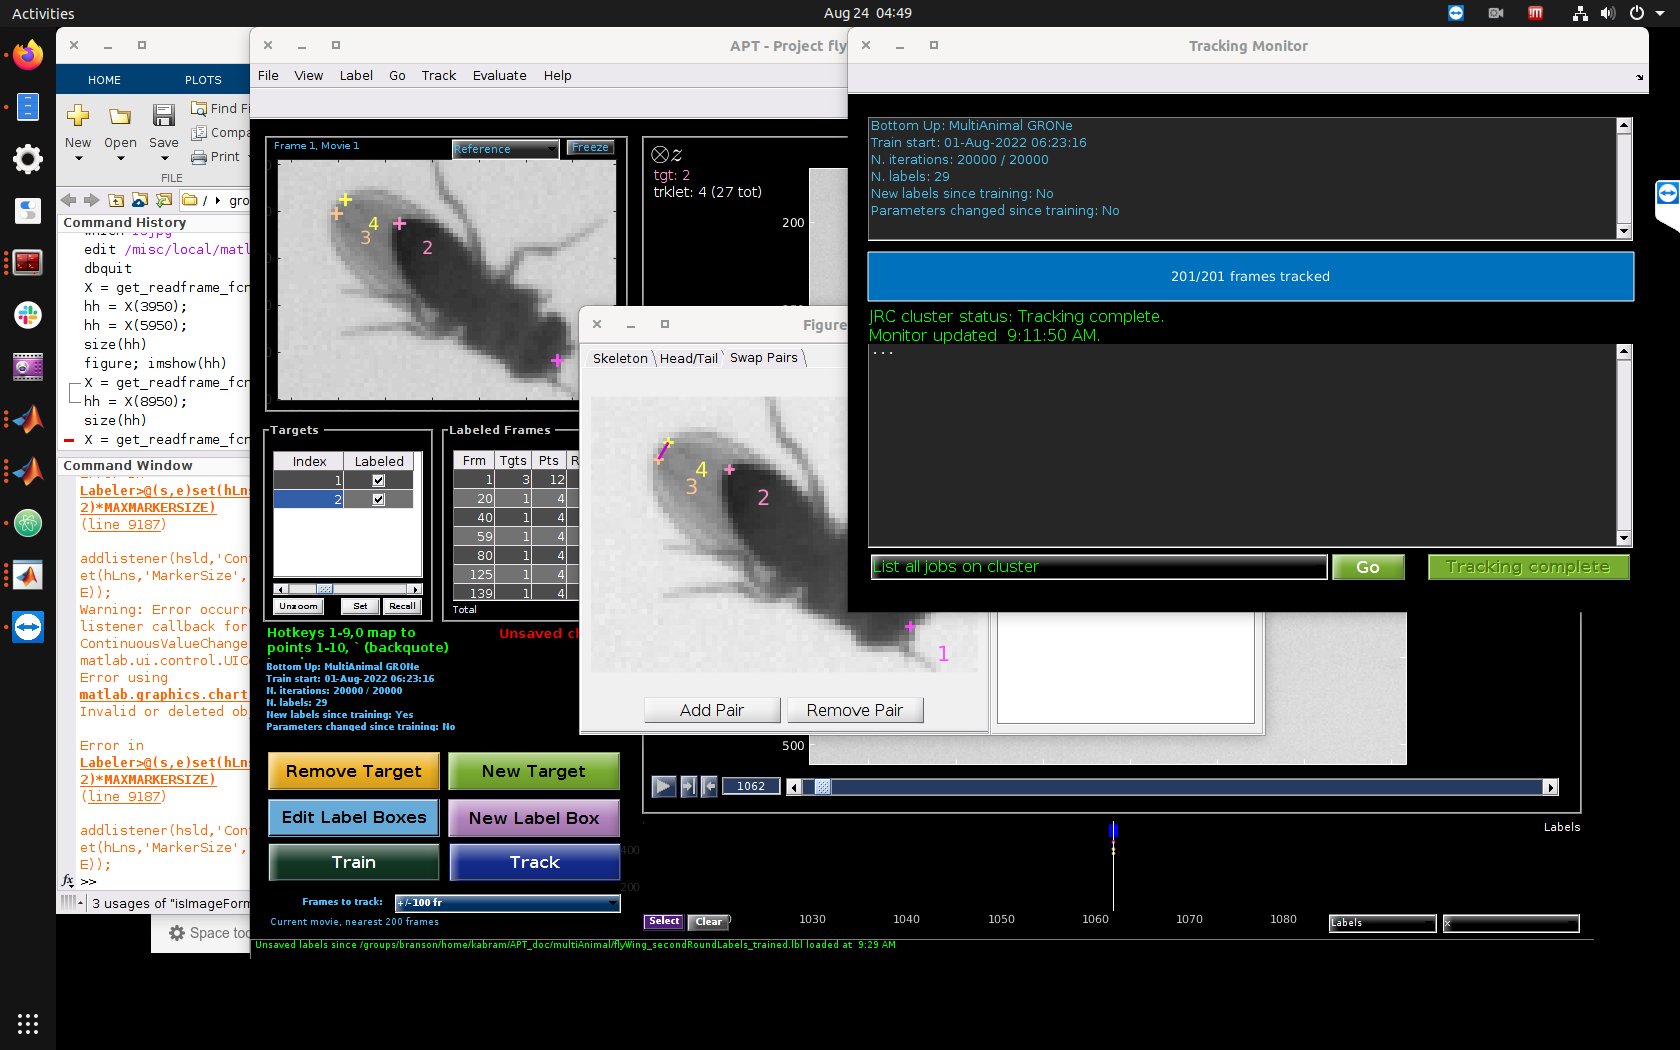 Activities
Aug 24 04:49
HOME PLOTS
New
Open
Save
Find Fi
Compa
Print
FILE
/ gro
Command History
edit /misc/local/matl
dbquit
X = get_readframe_fcn
hh = X(3950);
hh = X(5950);
size(hh)
figure; imshow(hh)
X = get_readframe_fcn
hh = X(8950);
size(hh)
X = get_readframe_fcn
Command Window
Error in
Labeler>@(s,e)set(hLns
2)*MAXMARKERSIZE)
(line 9187)
addlistener(hsld,'Con
et(hLns,'MarkerSize',
E));
Warning: Error occurre
listener callback for
ContinuousValueChange
matlab.ui.control.UICo
Error using
matlab.graphics.chart
Invalid or deleted obj
Error in
Labeler>@(s,e)set(hLns
2)*MAXMARKERSIZE)
(line 9187)
addlistener(hsld,'Con
et(hLns,'MarkerSize',
E));
fx >>
3 usages of "isImageForm
Space too
APT - Project fly
File View Label Go Track Evaluate Help
Frame 1, Movie 1
Reference
Freeze
4
3
2
Targets
Index Labeled
1
2
Unzoom
Set
Recall
Labeled Frames
Frm Tgts Pts R
1 3 12
20 1 4
40 1 4
59 1 4
80 1 4
125 1 4
139 1 4
Total
Hotkeys 1-9,0 map to
points 1-10, ` (backquote)
Unsaved ch
Bottom Up: MultiAnimal GRONe
Train start: 01-Aug-2022 06:23:16
N. iterations: 20000 / 20000
N. labels: 29
New labels since training: Yes
Parameters changed since training: No
Remove Target
New Target
Edit Label Boxes
New Label Box
Train
Track
Frames to track:
+/-100 fr
Current movie, nearest 200 frames
Unsaved labels since /groups/branson/home/kabram/APT_doc/multiAnimal/flyWing_secondRoundLabels_trained.lbl loaded at 9:29 AM
⊗z
tgt: 2
trklet: 4 (27 tot)
200
500
1062
Labels
400
200
Select
Clear
1030 1040 1050 1060 1070 1080
Labels
x
Figure
Skeleton Head/Tail Swap Pairs
4
3
2
1
Add Pair
Remove Pair
Tracking Monitor
Bottom Up: MultiAnimal GRONe
Train start: 01-Aug-2022 06:23:16
N. iterations: 20000 / 20000
N. labels: 29
New labels since training: No
Parameters changed since training: No
201/201 frames tracked
JRC cluster status: Tracking complete.
Monitor updated 9:11:50 AM.
...
List all jobs on cluster
Go
Tracking complete